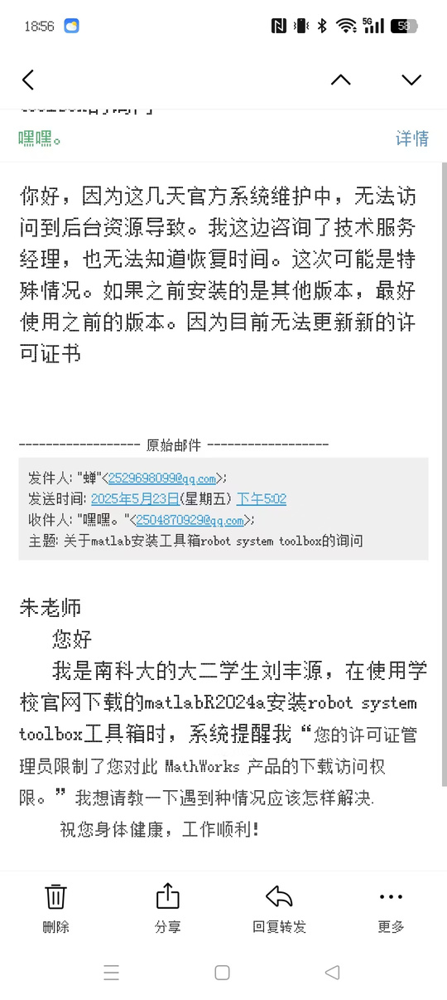 18:56
5G
58
嘿嘿。
详情
你好，因为这几天官方系统维护中，无法访
问到后台资源导致。我这边咨询了技术服务
经理，也无法知道恢复时间。这次可能是特
殊情况。如果之前安装的是其他版本，最好
使用之前的版本。因为目前无法更新新的许
可证书
------------------ 原始邮件 ------------------
发件人: "蝉"<2529698099@qq.com>;
发送时间: 2025年5月23日(星期五) 下午5:02
收件人: "嘿嘿。"<2504870929@qq.com>;
主题: 关于matlab安装工具箱robot system toolbox的询问
朱老师
您好
我是南科大的大二学生刘丰源，在使用学
校官网下载的matlabR2024a安装robot system
toolbox工具箱时，系统提醒我“您的许可证管
理员限制了您对此 MathWorks 产品的下载访问权
限。” 我想请教一下遇到种情况应该怎样解决.
祝您身体健康，工作顺利!
删除
分享
回复转发
更多